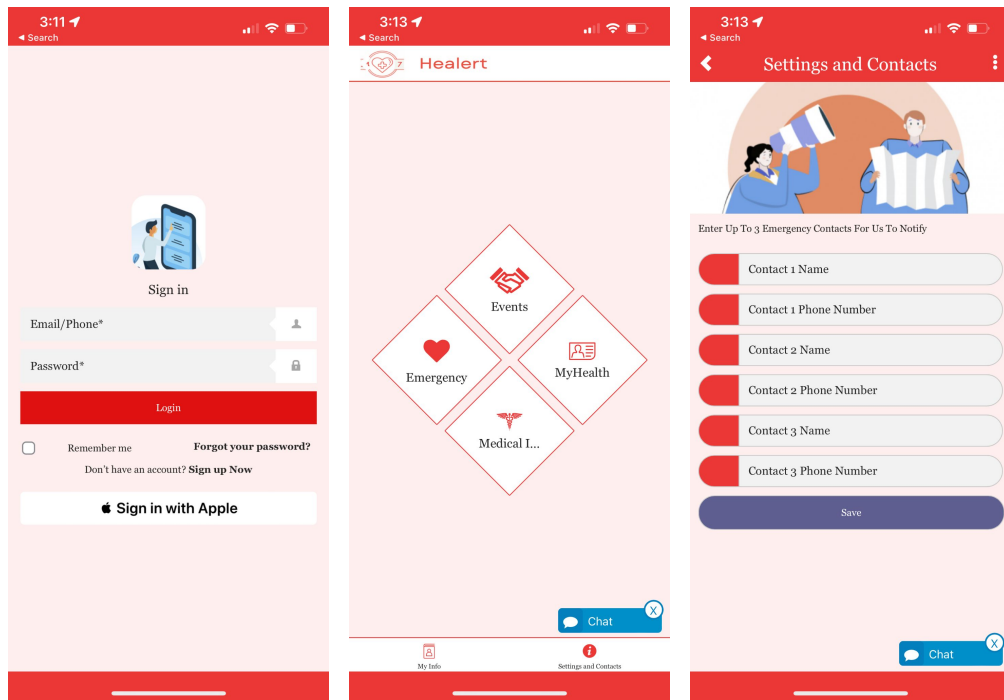 3:11
◄ Search
Sign in
Email/Phone*
Password*
Login
Remember me
Forgot your password?
Don't have an account? Sign up Now
Sign in with Apple
3:13
◄ Search
Healert
Events
Emergency
MyHealth
Medical I...
Chat
X
My Info
Settings and Contacts
3:13
◄ Search
Settings and Contacts
Enter Up To 3 Emergency Contacts For Us To Notify
Contact 1 Name
Contact 1 Phone Number
Contact 2 Name
Contact 2 Phone Number
Contact 3 Name
Contact 3 Phone Number
Save
Chat
X